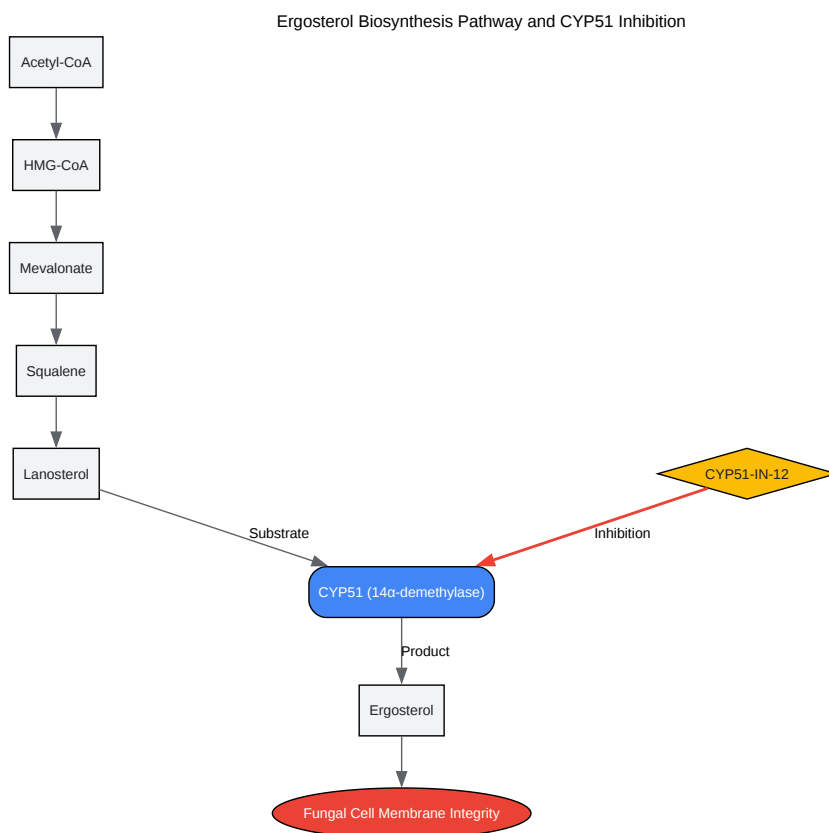 Ergosterol Biosynthesis Pathway and CYP51 Inhibition
Acetyl-CoA
HMG-CoA
Mevalonate
Squalene
Lanosterol
CYP51-IN-12
Substrate
Inhibition
CYP51 (14α-demethylase)
Product
Ergosterol
Fungal Cell Membrane Integrity